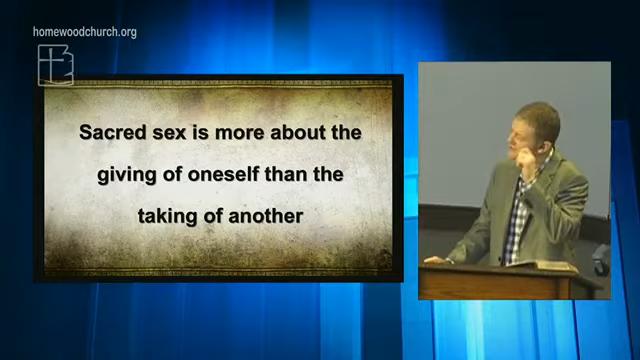 homewoodchurch.org
Sacred sex is more about the
giving of oneself than the
taking of another